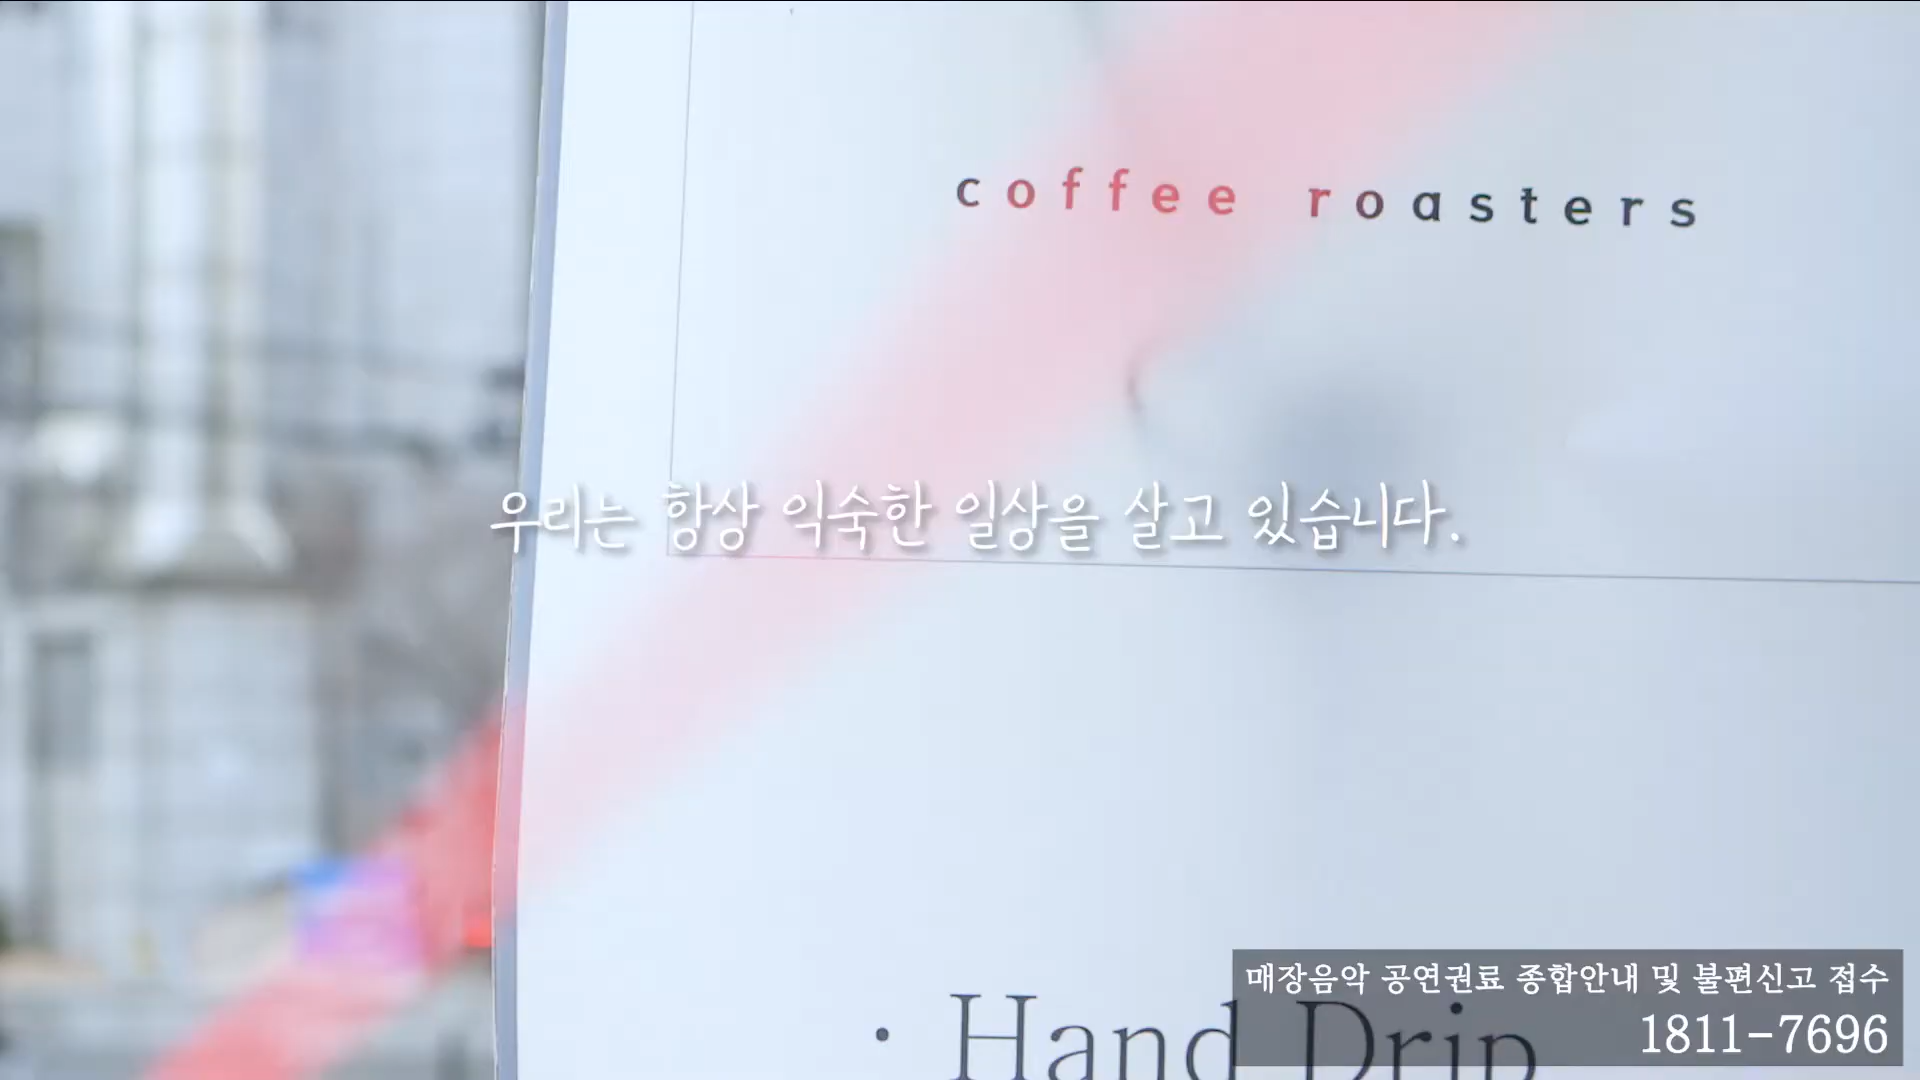 coffee roasters
우리는 항상 익숙한 일상을 살고 있습니다.
· Hand Drip
매장음악 공연권료 종합안내 및 불편신고 접수
1811-7696